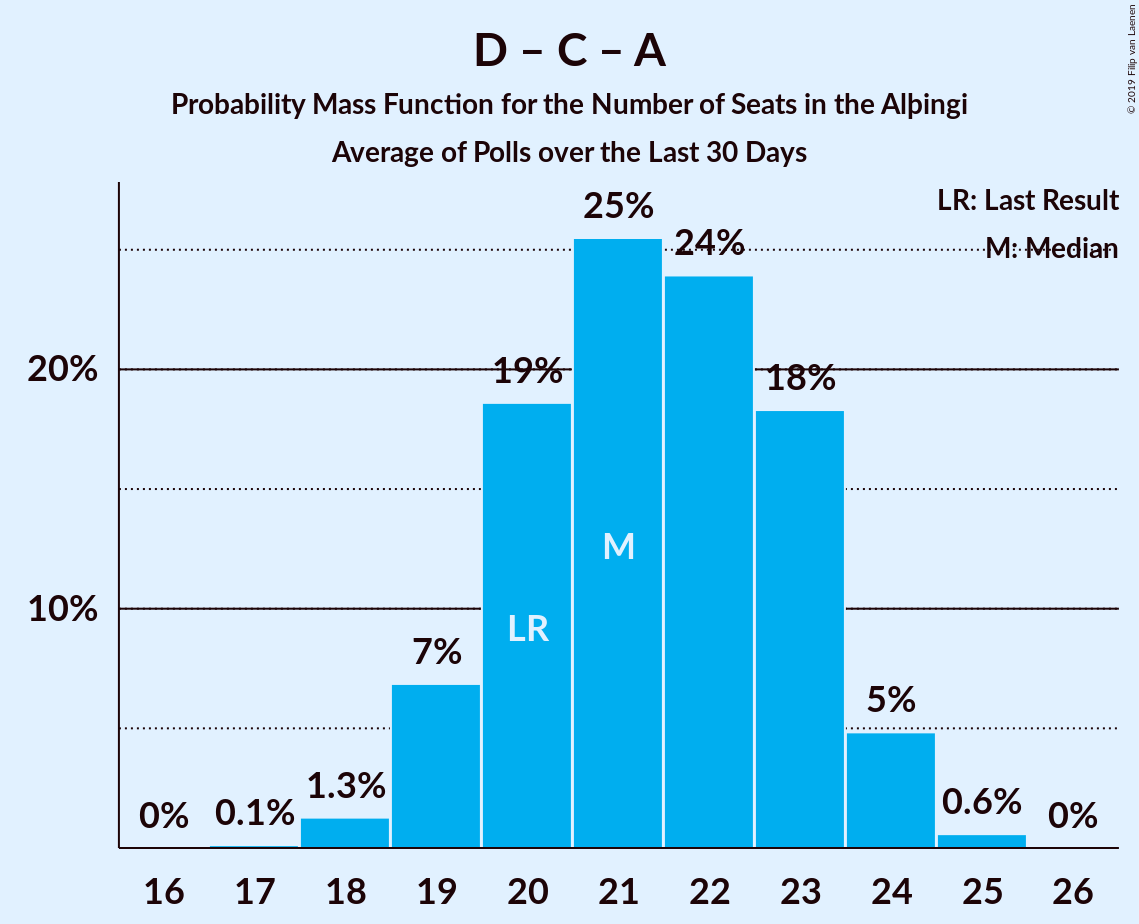 D – C – A
Probability Mass Function for the Number of Seats in the Alþingi
Average of Polls over the Last 30 Days
© 2019 Filip van Laenen
LR: Last Result
M: Median
25%
24%
20%
19%
18%
M
10%
LR
7%
5%
1.3%
0.6%
0%
0.1%
0%
16 17 18 19 20 21 22 23 24 25 26